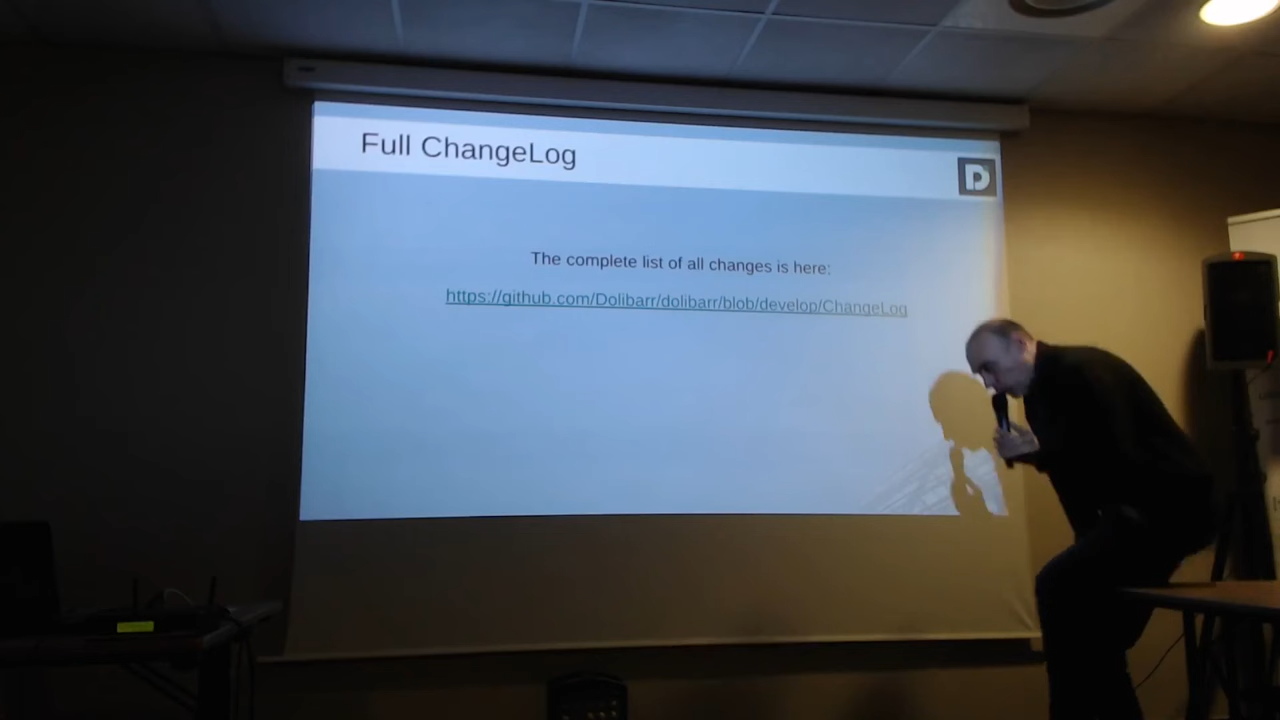 Full ChangeLog
D
The complete list of all changes is here:
https://github.com/Dolibarr/dolibarr/blob/develop/ChangeLog